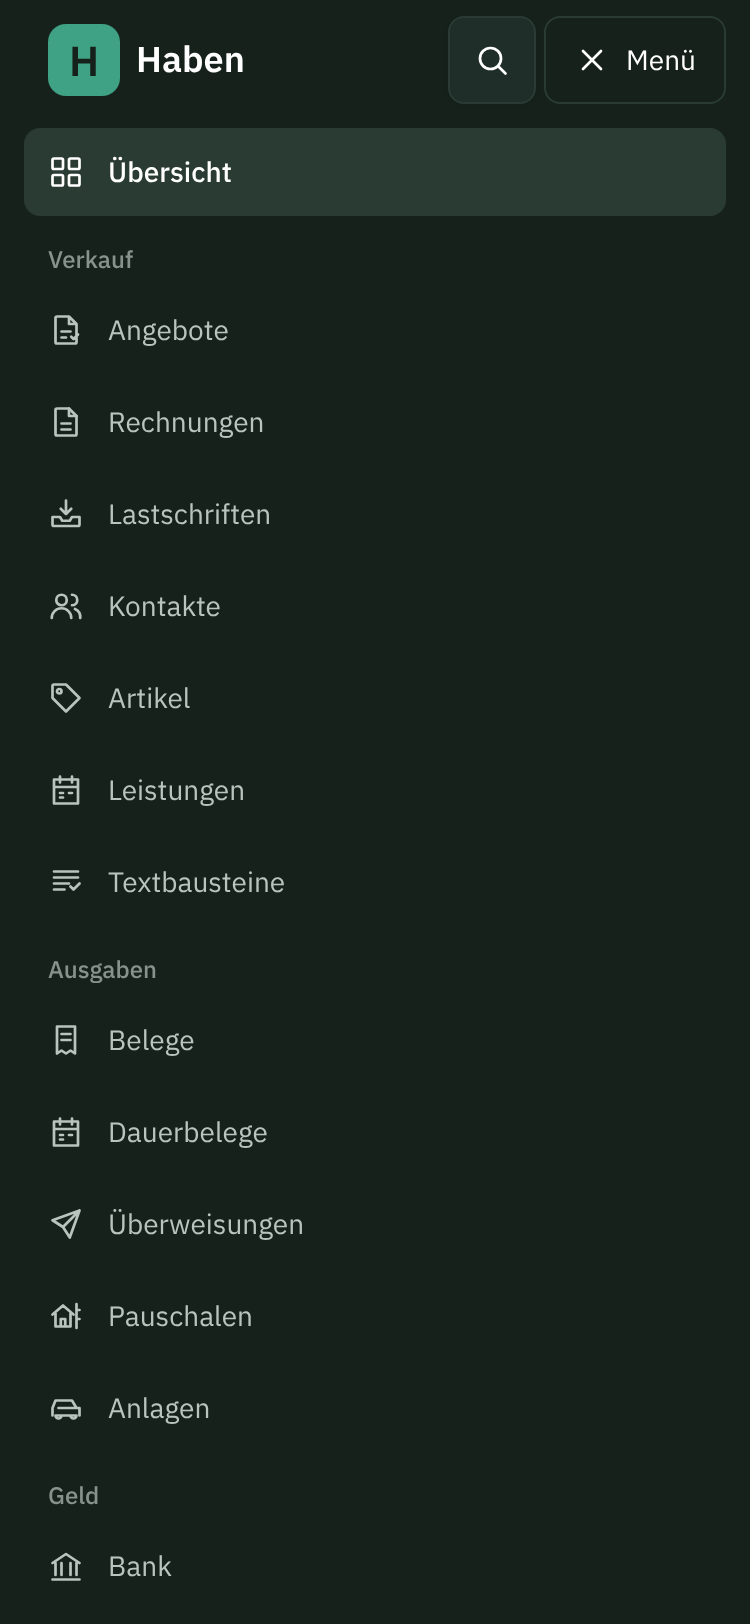 H Haben
Menü
Übersicht
Verkauf
Angebote
Rechnungen
Lastschriften
Kontakte
Artikel
Leistungen
Textbausteine
Ausgaben
Belege
Dauerbelege
Überweisungen
Pauschalen
Anlagen
Geld
Bank